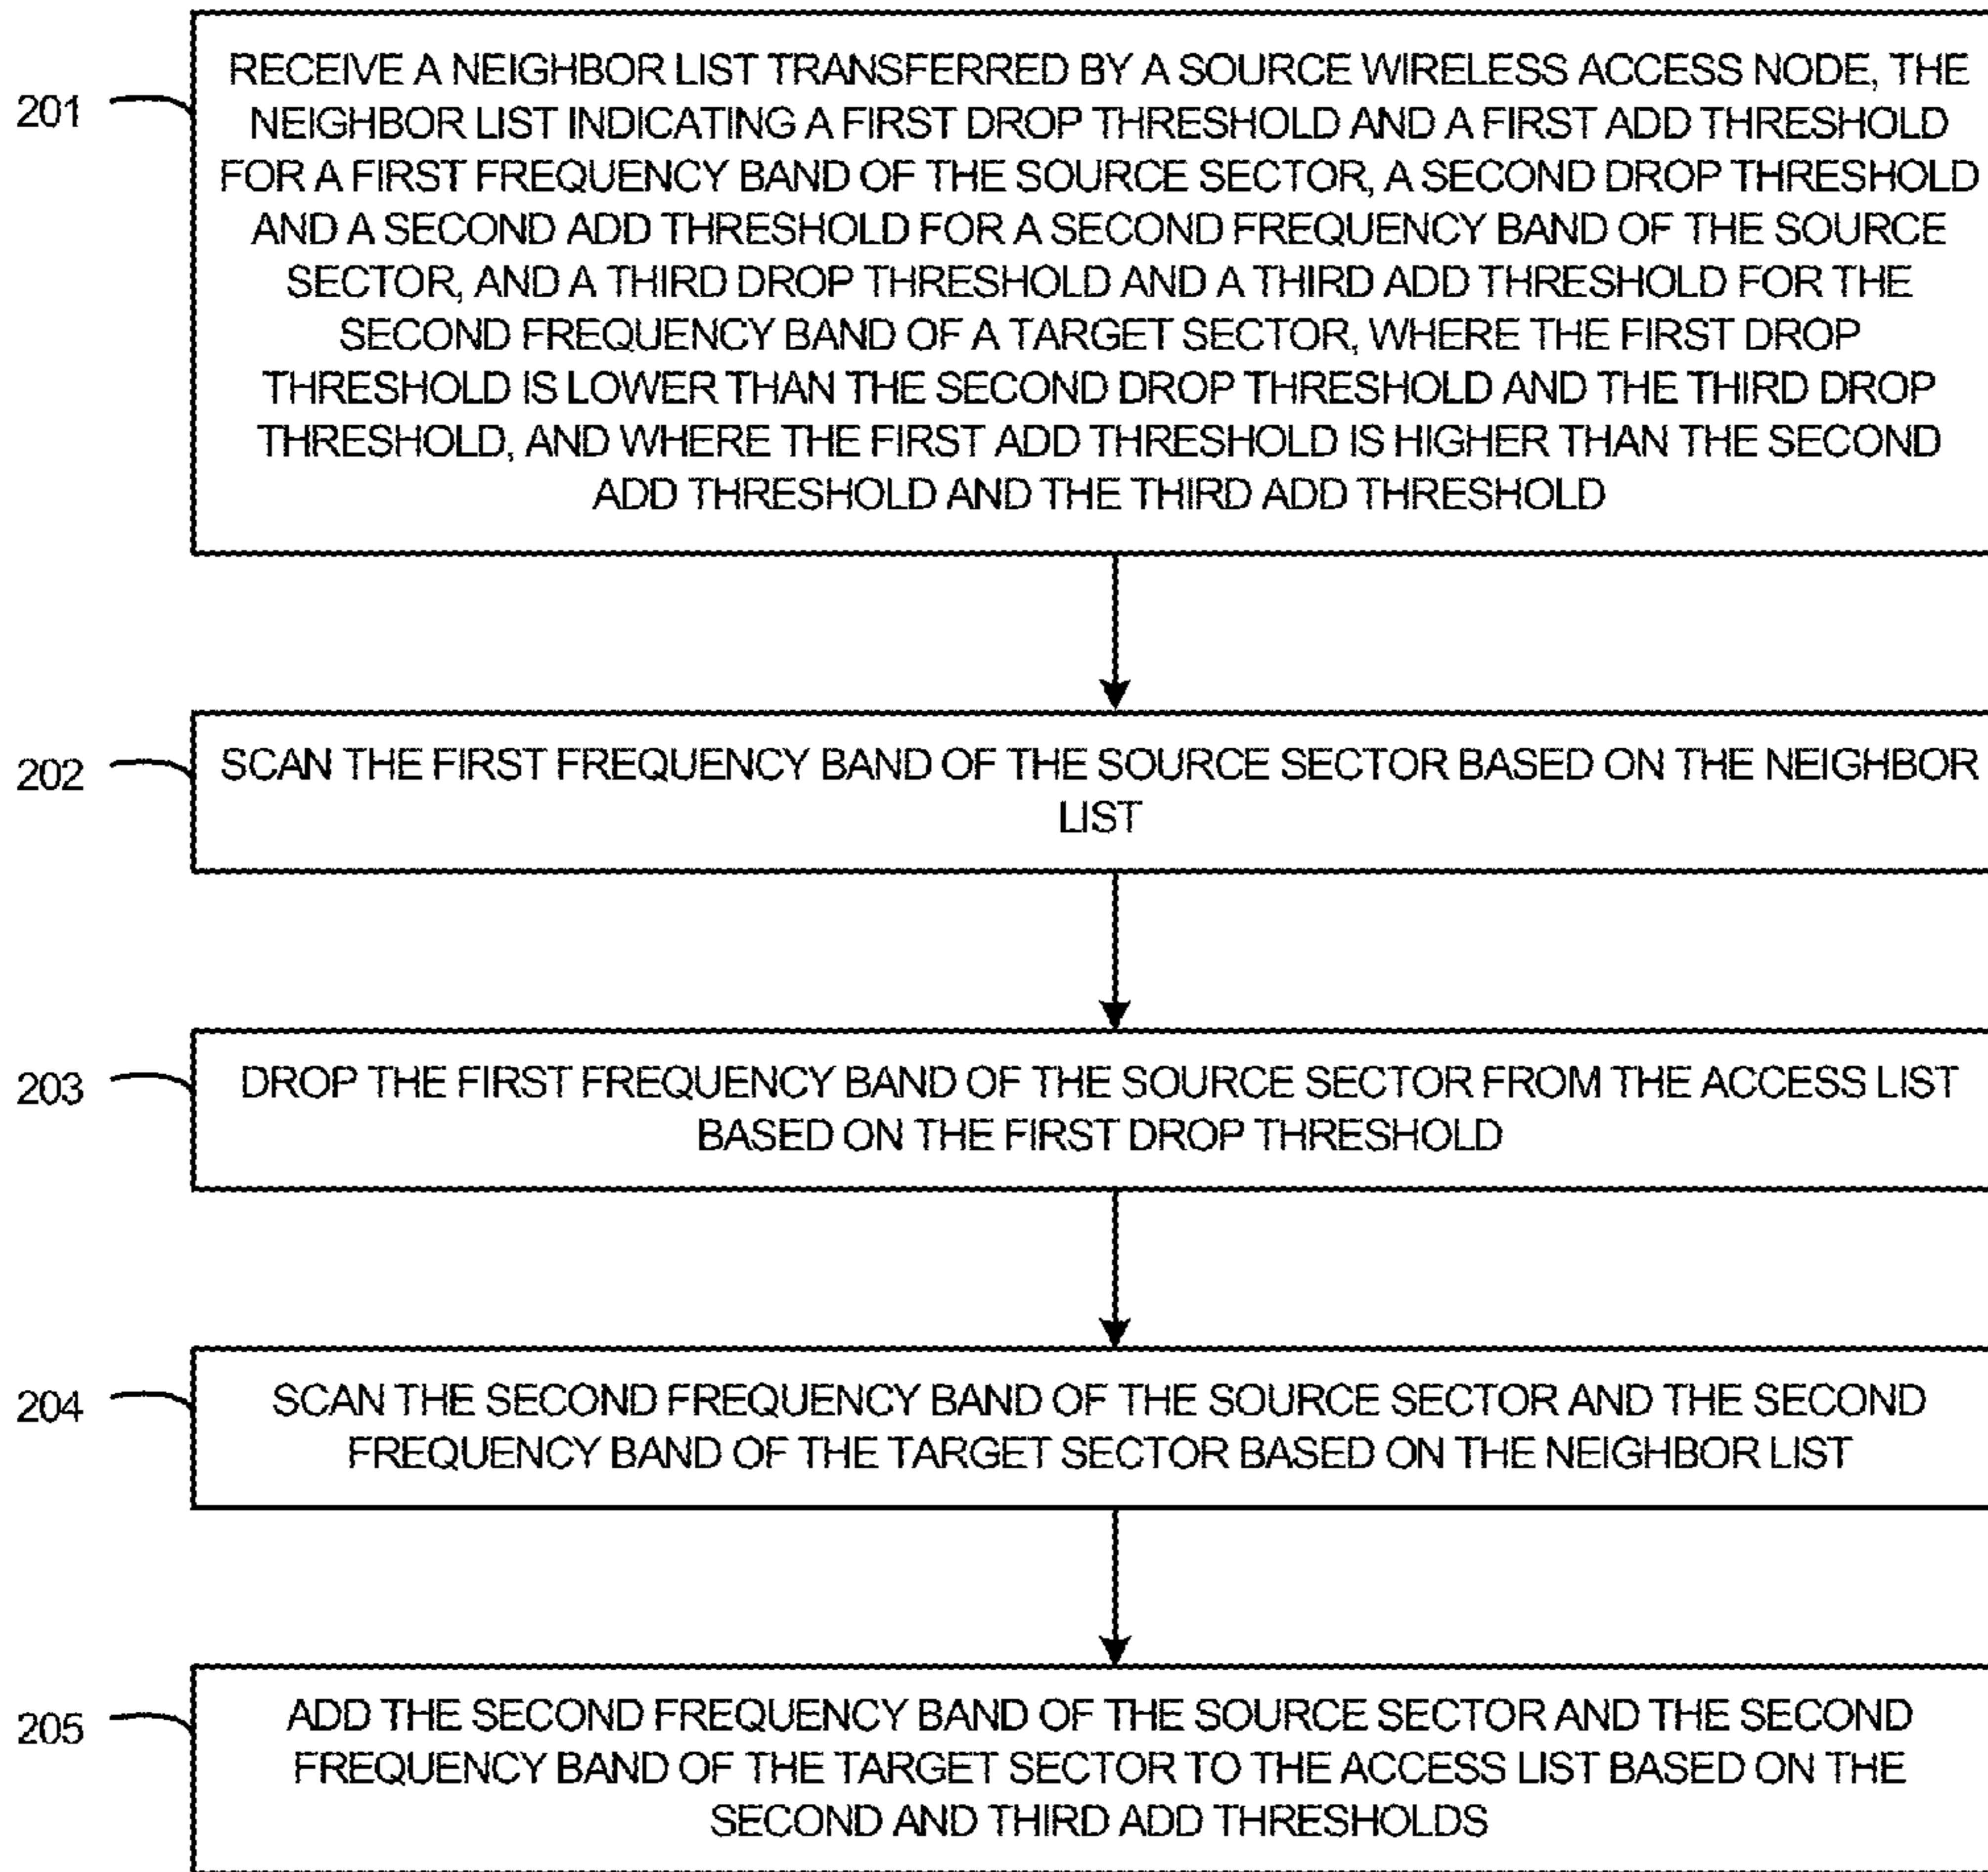 201
RECEIVE A NEIGHBOR LIST TRANSFERRED BY A SOURCE WIRELESS ACCESS NODE, THE
NEIGHBOR LIST INDICATING A FIRST DROP THRESHOLD AND A FIRST ADD THRESHOLD
FOR A FIRST FREQUENCY BAND OF THE SOURCE SECTOR, A SECOND DROP THRESHOLD
AND A SECOND ADD THRESHOLD FOR A SECOND FREQUENCY BAND OF THE SOURCE
SECTOR, AND A THIRD DROP THRESHOLD AND A THIRD ADD THRESHOLD FOR THE
SECOND FREQUENCY BAND OF A TARGET SECTOR, WHERE THE FIRST DROP
THRESHOLD IS LOWER THAN THE SECOND DROP THRESHOLD AND THE THIRD DROP
THRESHOLD, AND WHERE THE FIRST ADD THRESHOLD IS HIGHER THAN THE SECOND
ADD THRESHOLD AND THE THIRD ADD THRESHOLD
202
SCAN THE FIRST FREQUENCY BAND OF THE SOURCE SECTOR BASED ON THE NEIGHBOR
LIST
203
DROP THE FIRST FREQUENCY BAND OF THE SOURCE SECTOR FROM THE ACCESS LIST
BASED ON THE FIRST DROP THRESHOLD
204
SCAN THE SECOND FREQUENCY BAND OF THE SOURCE SECTOR AND THE SECOND
FREQUENCY BAND OF THE TARGET SECTOR BASED ON THE NEIGHBOR LIST
205
ADD THE SECOND FREQUENCY BAND OF THE SOURCE SECTOR AND THE SECOND
FREQUENCY BAND OF THE TARGET SECTOR TO THE ACCESS LIST BASED ON THE
SECOND AND THIRD ADD THRESHOLDS